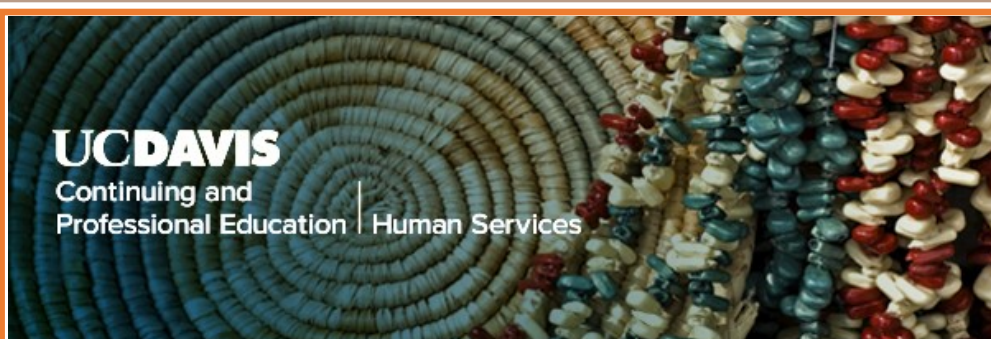 UCDAVIS
Continuing and
Professional Education | Human Services